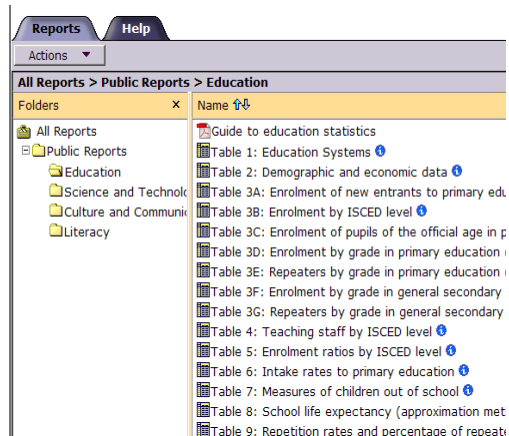 Reports Help
Actions
All Reports > Public Reports > Education
Folders x Name
All Reports
Public Reports
Education
Science and Technolo
Culture and Communi
Literacy
Guide to education statistics
Table 1: Education Systems
Table 2: Demographic and economic data
Table 3A: Enrolment of new entrants to primary edu
Table 3B: Enrolment by ISCED level
Table 3C: Enrolment of pupils of the official age in p
Table 3D: Enrolment by grade in primary education (
Table 3E: Repeaters by grade in primary education (
Table 3F: Enrolment by grade in general secondary
Table 3G: Repeaters by grade in general secondary
Table 4: Teaching staff by ISCED level
Table 5: Enrolment ratios by ISCED level
Table 6: Intake rates to primary education
Table 7: Measures of children out of school
Table 8: School life expectancy (approximation met
Table 9: Repetition rates and percentage of repeate